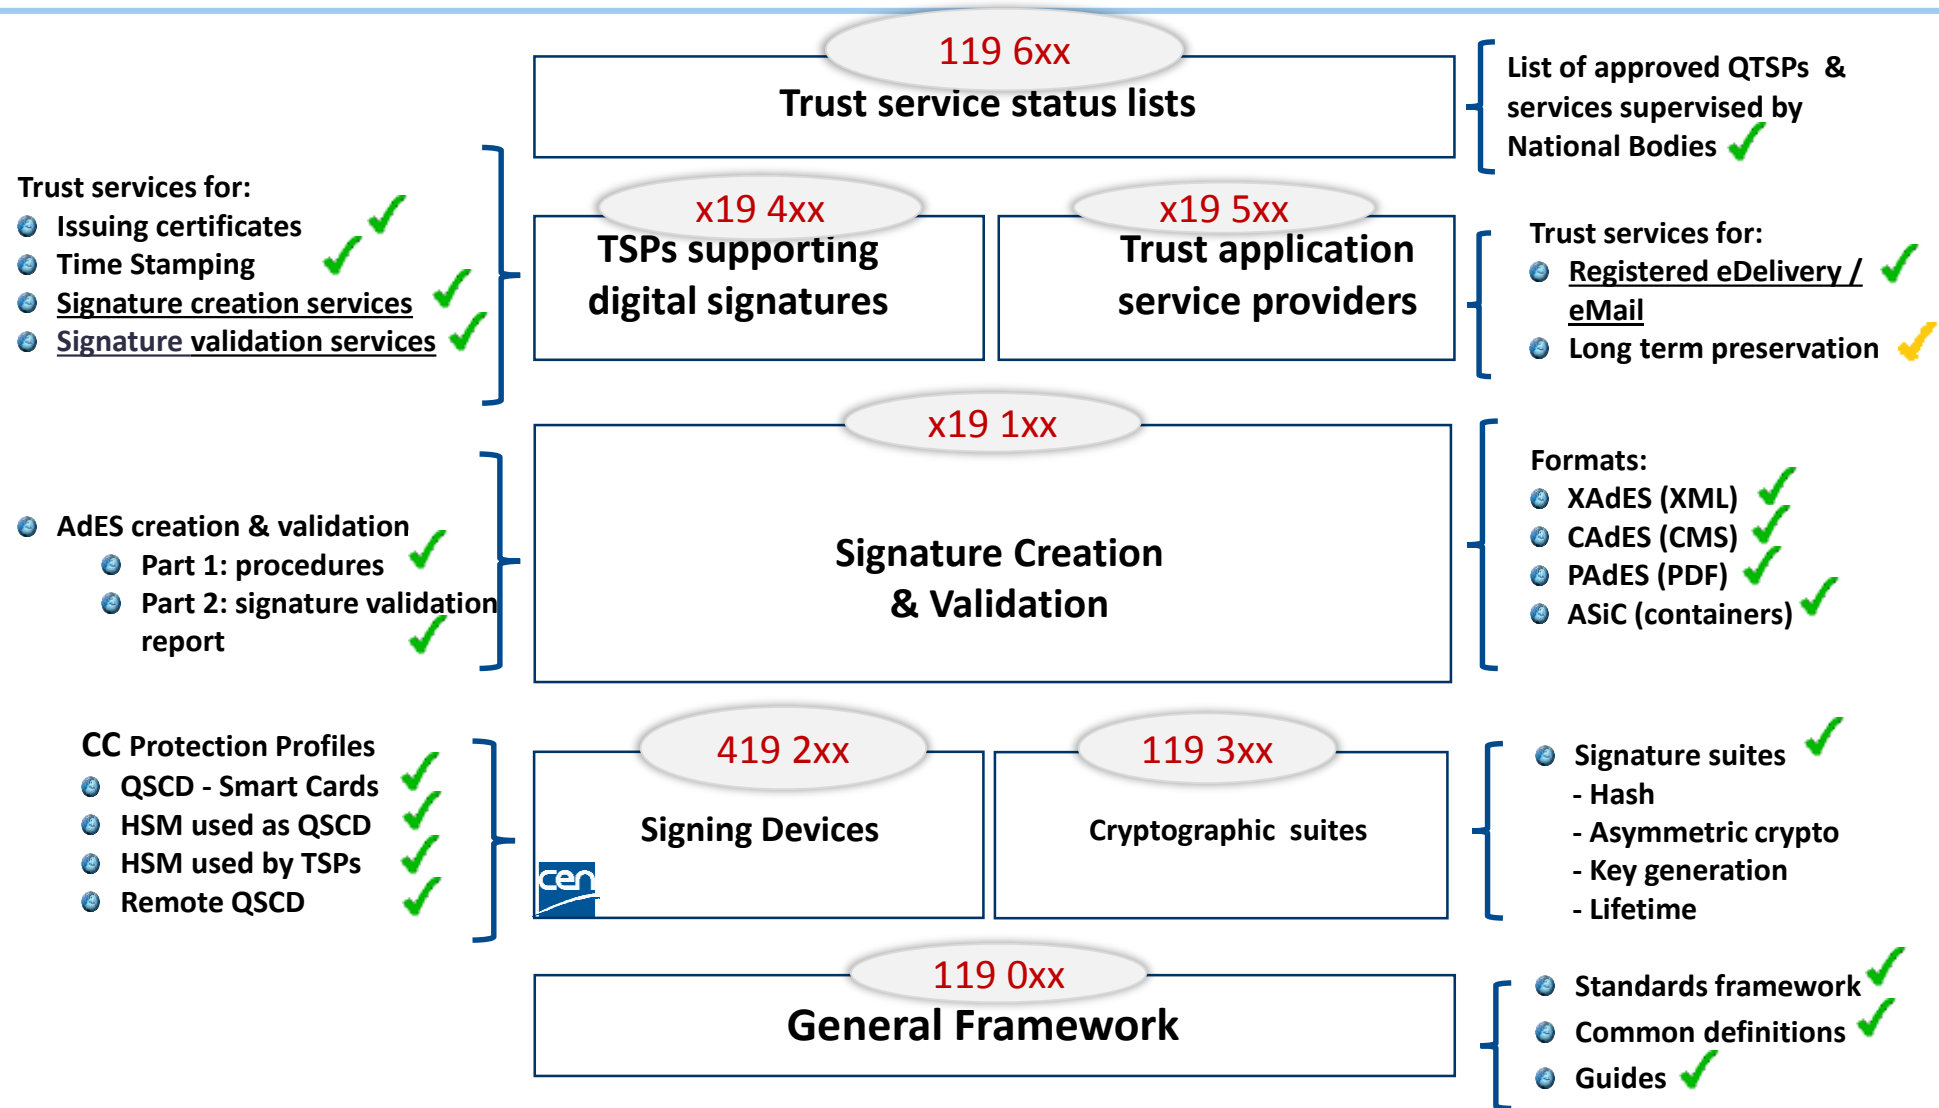 119 6xx
Trust service status lists
List of approved QTSPs &
services supervised by
National Bodies
Trust services for:
Issuing certificates
Time Stamping
Signature creation services
Signature validation services
x19 4xx
TSPs supporting
digital signatures
x19 5xx
Trust application
service providers
Trust services for:
Registered eDelivery /
eMail
Long term preservation
x19 1xx
Signature Creation
& Validation
AdES creation & validation
Part 1: procedures
Part 2: signature validation
report
Formats:
XAdES (XML)
CAdES (CMS)
PAdES (PDF)
ASiC (containers)
CC Protection Profiles
QSCD - Smart Cards
HSM used as QSCD
HSM used by TSPs
Remote QSCD
419 2xx
Signing Devices
cen
119 3xx
Cryptographic suites
Signature suites
- Hash
- Asymmetric crypto
- Key generation
- Lifetime
119 0xx
General Framework
Standards framework
Common definitions
Guides